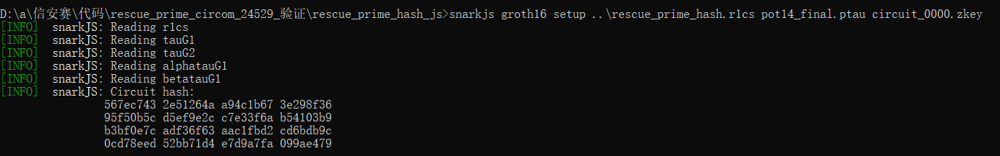 D:\a\信安赛\代码\rescue_prime_circom_24529_验证\rescue_prime_hash_js>snarkjs groth16 setup ..\rescue_prime_hash.r1cs pot14_final.ptau circuit_0000.zkey
[INFO]  snarkJS: Reading r1cs
[INFO]  snarkJS: Reading tauG1
[INFO]  snarkJS: Reading tauG2
[INFO]  snarkJS: Reading alphatauG1
[INFO]  snarkJS: Reading betatauG1
[INFO]  snarkJS: Circuit hash:
567ec743 2e51264a a94c1b67 3e298f36
95f50b5c d5ef9e2c c7e33f6a b54103b9
b3bf0e7c adf36f63 aac1fbd2 cd6bdb9c
0cd78eed 52bb71d4 e7d9a7fa 099ae479